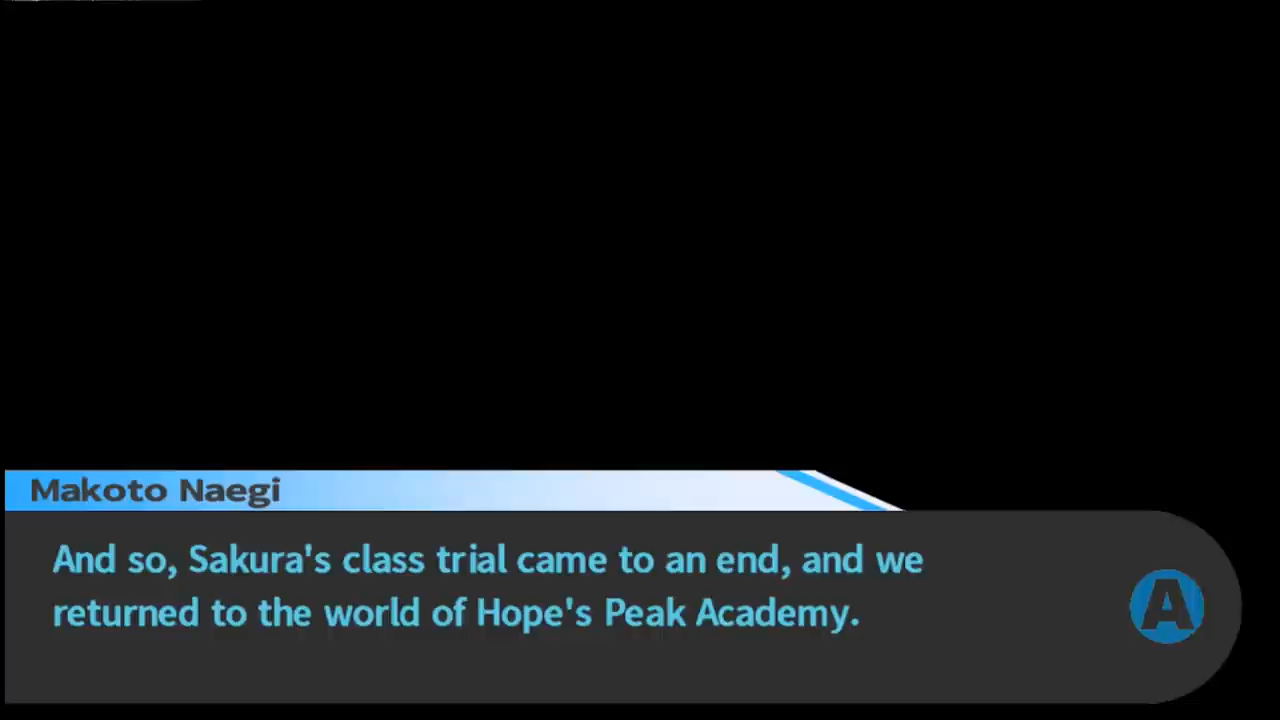 Makoto Naegi
And so, Sakura's class trial came to an end, and we
returned to the world of Hope's Peak Academy.
A